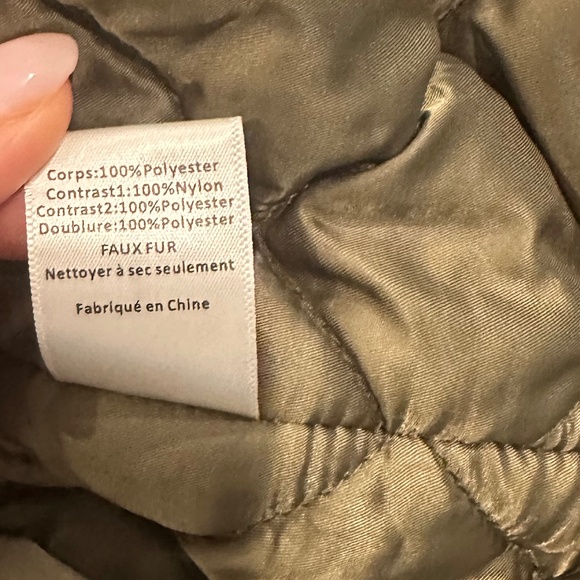 Corps:100%Polyester
Contrast1:100%Nylon
Contrast2:100%Polyester
Doublure:100%Polyester
FAUX FUR
Nettoyer à sec seulement
Fabriqué en Chine